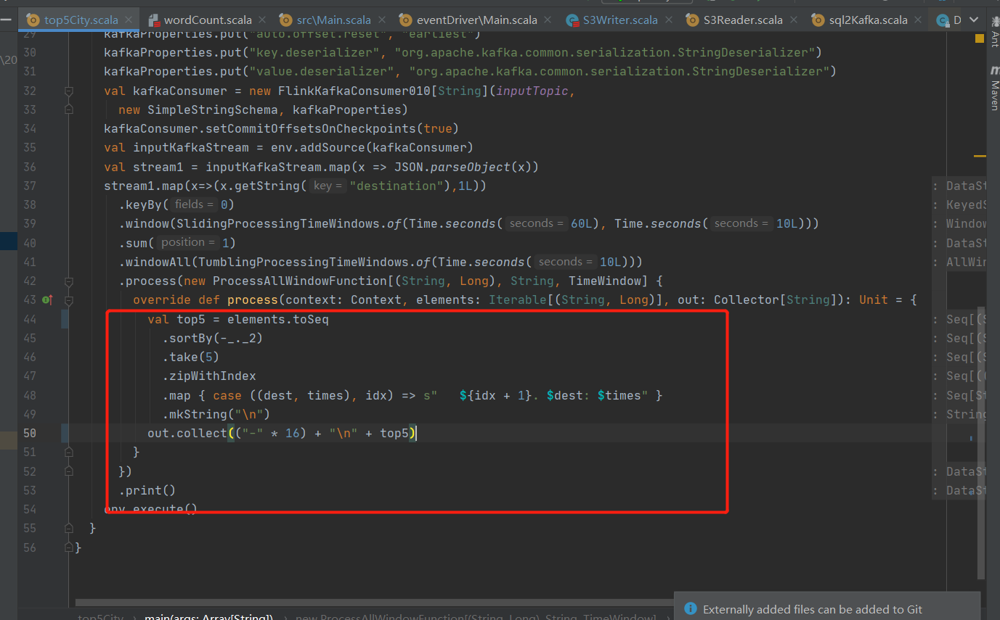 top5City.scala wordCount.scala src\Main.scala eventDriver\Main.scala S3Writer.scala S3Reader.scala sql2Kafka.scala D
29 kafkaProperties.put("auto.offset.reset", "earliest")
\20
30 kafkaProperties.put("key.deserializer", "org.apache.kafka.common.serialization.StringDeserializer")
31 kafkaProperties.put("value.deserializer", "org.apache.kafka.common.serialization.StringDeserializer")
32 val kafkaConsumer = new FlinkKafkaConsumer010[String](inputTopic,
33 new SimpleStringSchema, kafkaProperties)
34 kafkaConsumer.setCommitOffsetsOnCheckpoints(true)
35 val inputKafkaStream = env.addSource(kafkaConsumer)
36 val stream1 = inputKafkaStream.map(x => JSON.parseObject(x))
37 stream1.map(x=>(x.getString( key = "destination"),1L)) : DataSt
38 .keyBy( fields = 0) : KeyedS
39 .window(SlidingProcessingTimeWindows.of(Time.seconds( seconds = 60L), Time.seconds( seconds = 10L))) : Window
40 .sum( position = 1) : DataSt
41 .windowAll(TumblingProcessingTimeWindows.of(Time.seconds( seconds = 10L))) : AllWin
42 .process(new ProcessAllWindowFunction[(String, Long), String, TimeWindow] {
43 override def process(context: Context, elements: Iterable[(String, Long)], out: Collector[String]): Unit = {
44 val top5 = elements.toSeq : Seq[(S
45 .sortBy(-_._2) : Seq[(S
46 .take(5) : Seq[(S
47 .zipWithIndex : Seq[((
48 .map { case ((dest, times), idx) => s"   ${idx + 1}. $dest: $times" } : Seq[St
49 .mkString("\n") : String
50 out.collect(("-" * 16) + "\n" + top5)
51 }
52 }) : DataSt
53 .print() : DataSt
54 env.execute()
55 }
56 }
Ant
Maven
Externally added files can be added to Git
top5City › main(args: Array[String]) › new ProcessAllWindowFunction[(String, Long), String, TimeWindow] ›